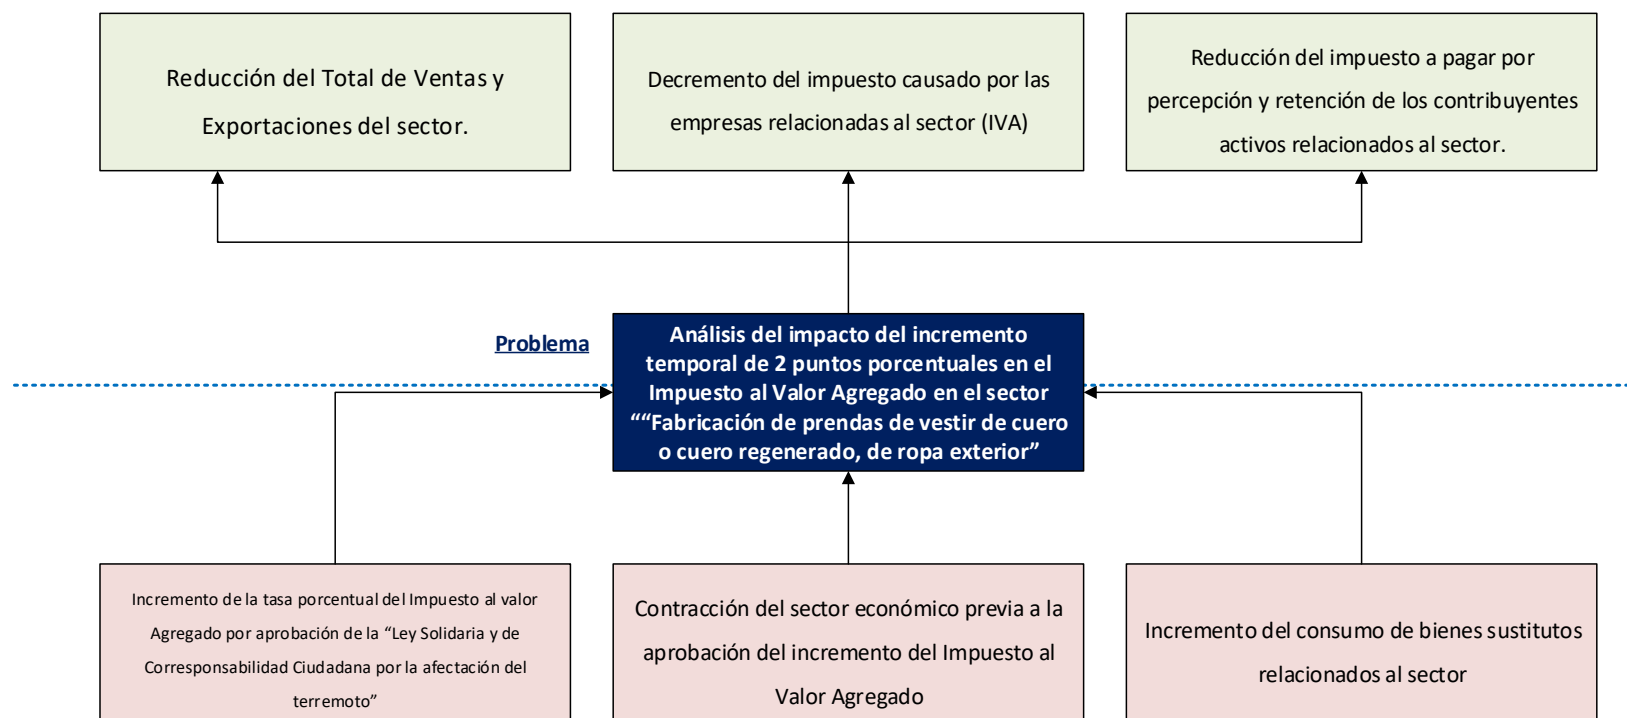 Reducción del Total de Ventas y
Exportaciones del sector.
Decremento del impuesto causado por las
empresas relacionadas al sector (IVA)
Reducción del impuesto a pagar por
percepción y retención de los contribuyentes
activos relacionados al sector.
Problema
Análisis del impacto del incremento
temporal de 2 puntos porcentuales en el
Impuesto al Valor Agregado en el sector
““Fabricación de prendas de vestir de cuero
o cuero regenerado, de ropa exterior”
Incremento de la tasa porcentual del Impuesto al valor
Agregado por aprobación de la “Ley Solidaria y de
Corresponsabilidad Ciudadana por la afectación del
terremoto”
Contracción del sector económico previa a la
aprobación del incremento del Impuesto al
Valor Agregado
Incremento del consumo de bienes sustitutos
relacionados al sector